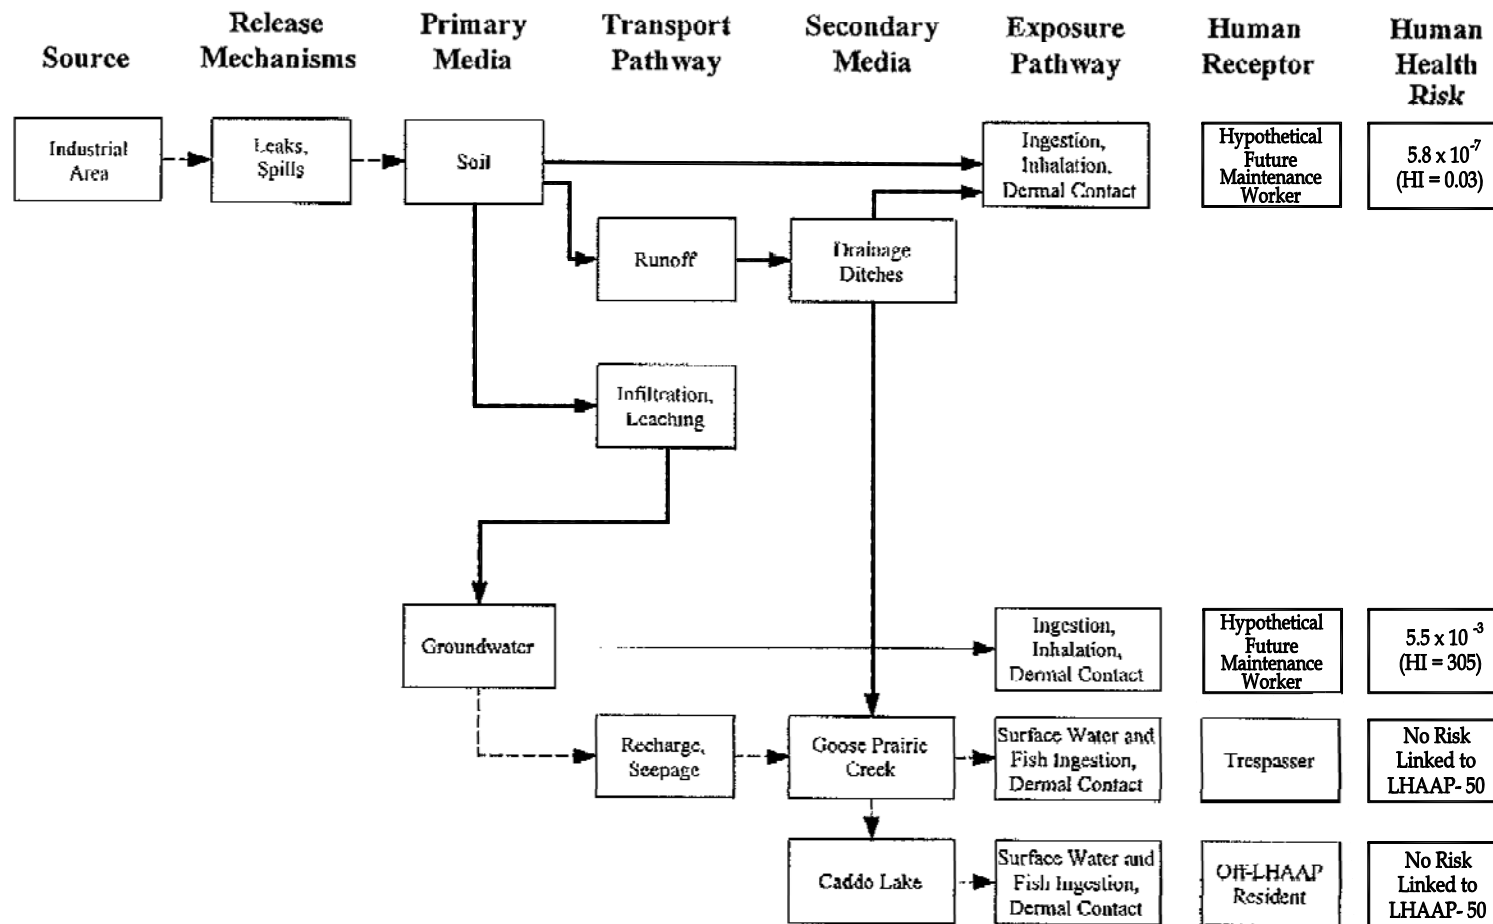 Source
Release
Mechanisms
Primary
Media
Transport
Pathway
Secondary
Media
Exposure
Pathway
Human
Receptor
Human
Health
Risk
Industrial
Area
Leaks,
Spills
Soil
Ingestion,
Inhalation,
Dermal Contact
Hypothetical
Future
Maintenance
Worker
5.8 x 10⁻⁷
(HI = 0.03)
Runoff
Drainage
Ditches
Infiltration,
Leaching
Groundwater
Ingestion,
Inhalation,
Dermal Contact
Hypothetical
Future
Maintenance
Worker
5.5 x 10⁻³
(HI = 305)
Recharge,
Seepage
Goose Prairie
Creek
Surface Water and
Fish Ingestion,
Dermal Contact
Trespasser
No Risk
Linked to
LHAAP-50
Caddo Lake
Surface Water and
Fish Ingestion,
Dermal Contact
Off-LHAAP
Resident
No Risk
Linked to
LHAAP-50